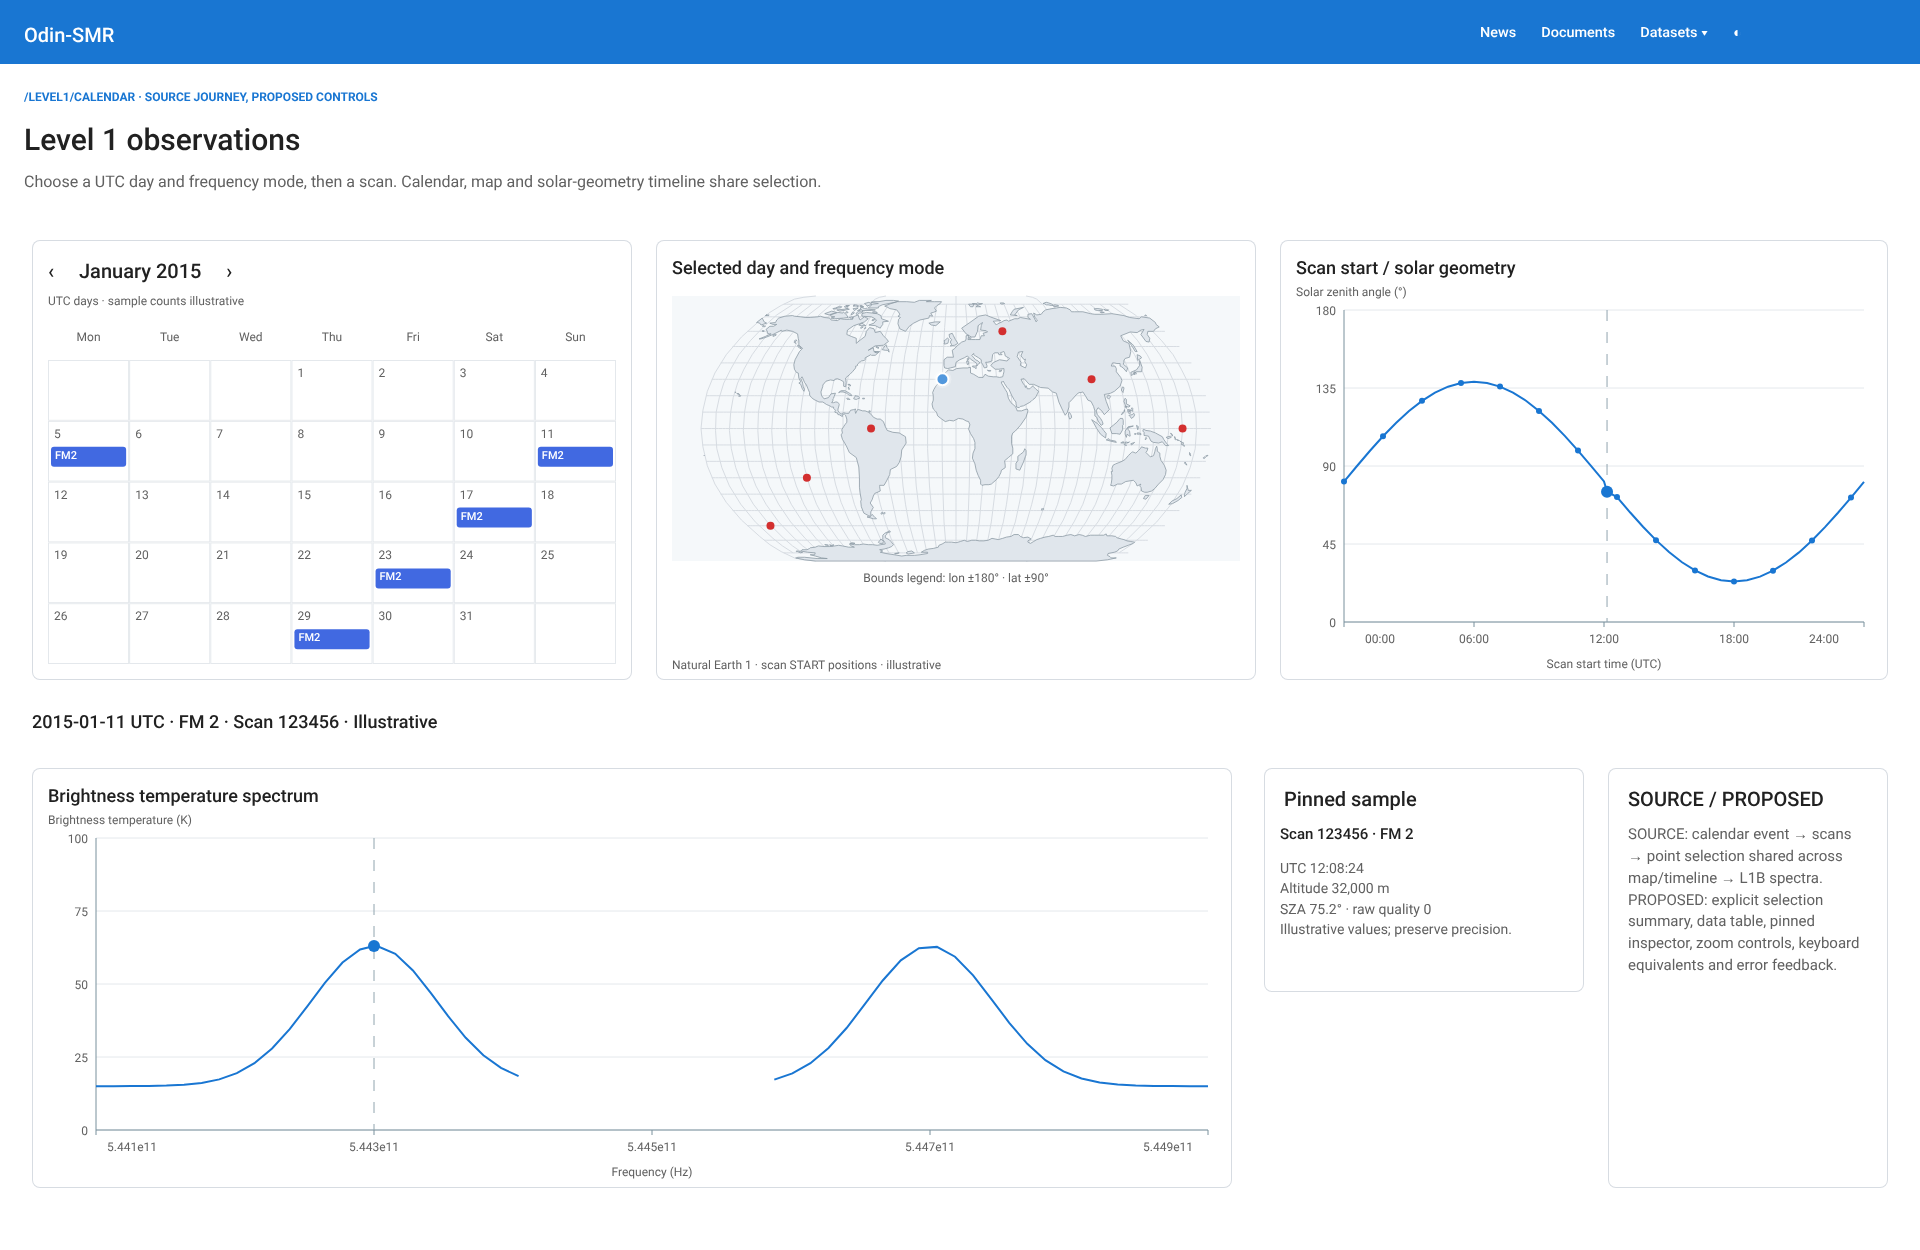 Odin-SMR
News Documents Datasets ▾
/LEVEL1/CALENDAR · SOURCE JOURNEY, PROPOSED CONTROLS
Level 1 observations
Choose a UTC day and frequency mode, then a scan. Calendar, map and solar-geometry timeline share selection.
‹ January 2015 ›
UTC days · sample counts illustrative
Mon Tue Wed Thu Fri Sat Sun
1 2 3 4
5 6 7 8 9 10 11
FM2 FM2
12 13 14 15 16 17 18
FM2
19 20 21 22 23 24 25
FM2
26 27 28 29 30 31
FM2
Selected day and frequency mode
Bounds legend: lon ±180° · lat ±90°
Natural Earth 1 · scan START positions · illustrative
Scan start / solar geometry
Solar zenith angle (°)
180
135
90
45
0
00:00 06:00 12:00 18:00 24:00
Scan start time (UTC)
2015-01-11 UTC · FM 2 · Scan 123456 · Illustrative
Brightness temperature spectrum
Brightness temperature (K)
100
75
50
25
0
5.441e11 5.443e11 5.445e11 5.447e11 5.449e11
Frequency (Hz)
Pinned sample
Scan 123456 · FM 2
UTC 12:08:24
Altitude 32,000 m
SZA 75.2° · raw quality 0
Illustrative values; preserve precision.
SOURCE / PROPOSED
SOURCE: calendar event → scans
→ point selection shared across
map/timeline → L1B spectra.
PROPOSED: explicit selection
summary, data table, pinned
inspector, zoom controls, keyboard
equivalents and error feedback.